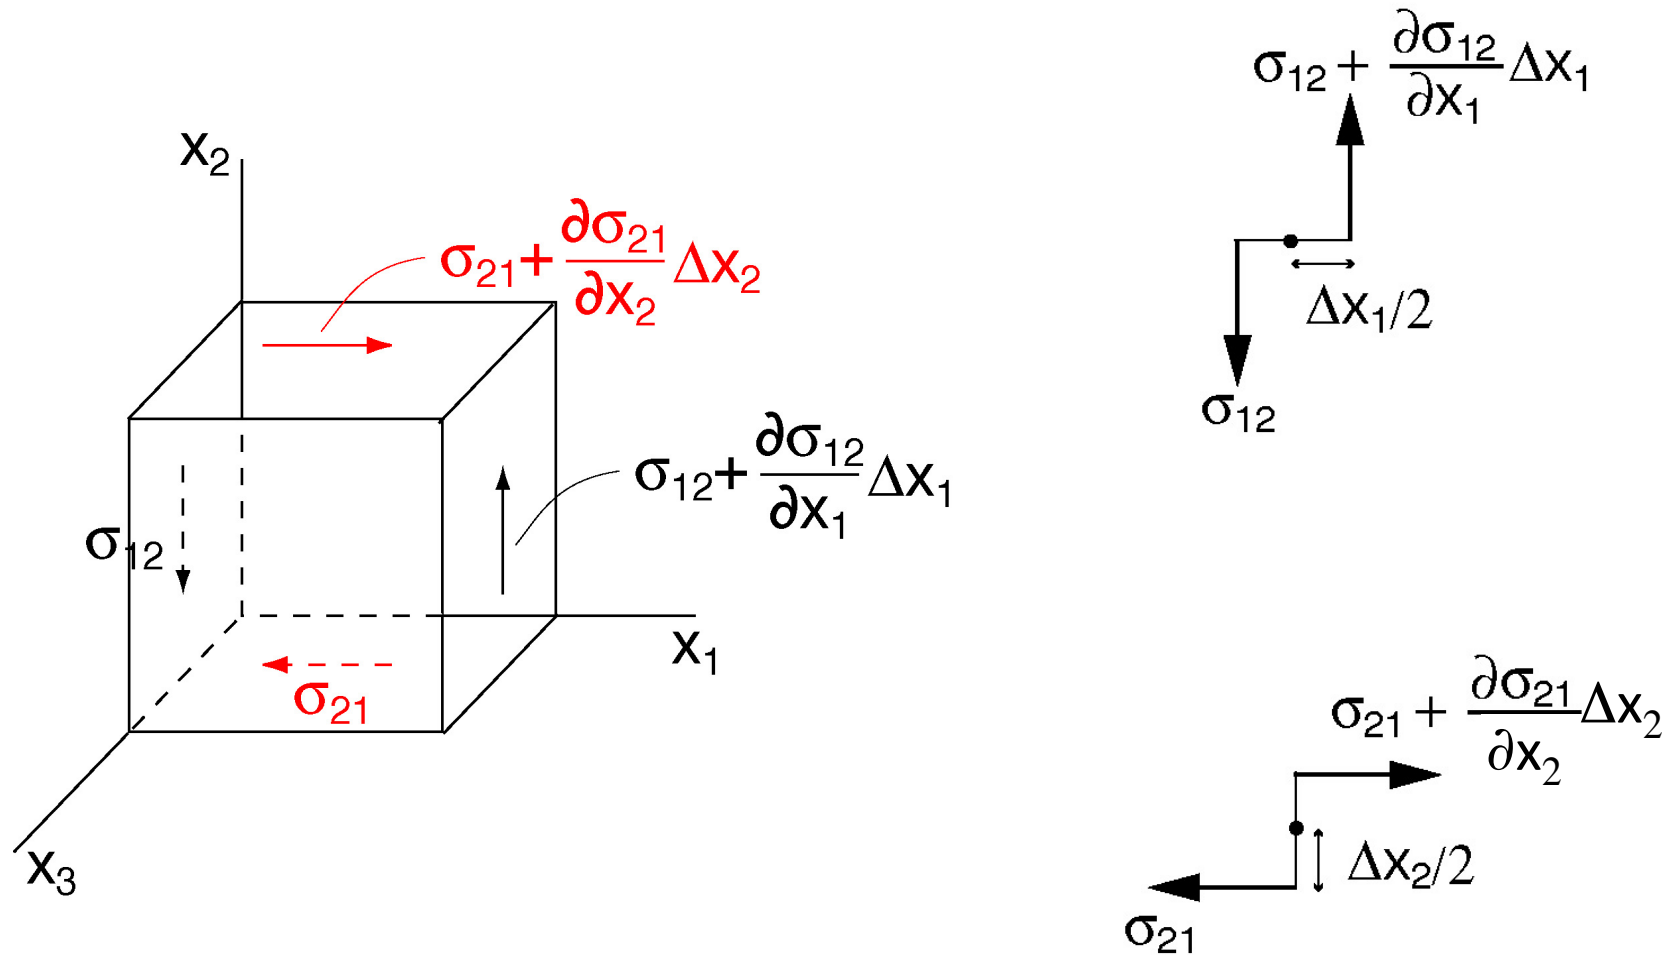 x₂
σ₂₁+ ∂σ₂₁/∂x₂ Δx₂
σ₁₂+ ∂σ₁₂/∂x₁ Δx₁
σ₁₂
x₁
σ₂₁
x₃
σ₁₂ + ∂σ₁₂/∂x₁ Δx₁
Δx₁/2
σ₁₂
σ₂₁ + ∂σ₂₁/∂x₂ Δx₂
Δx₂/2
σ₂₁